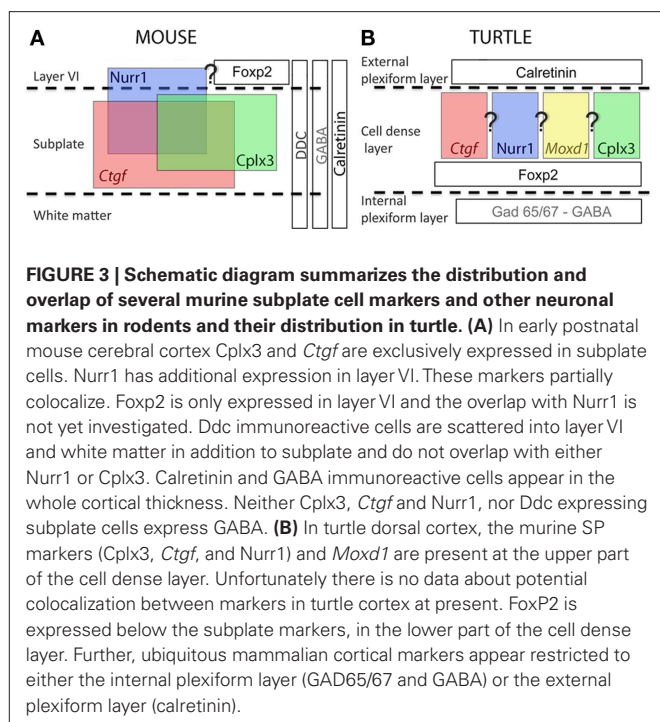 A MOUSE
B TURTLE
Layer VI
Nurr1
?
Foxp2
Subplate
Ctgf
Cplx3
White matter
DDC
GABA
Calretinin
External
plexiform layer
Calretinin
Cell dense
layer
Ctgf
?
Nurr1
?
Moxd1
?
Cplx3
Foxp2
Internal
plexiform layer
Gad 65/67 - GABA
FIGURE 3 | Schematic diagram summarizes the distribution and
overlap of several murine subplate cell markers and other neuronal
markers in rodents and their distribution in turtle. (A) In early postnatal
mouse cerebral cortex Cplx3 and Ctgf are exclusively expressed in subplate
cells. Nurr1 has additional expression in layer VI. These markers partially
colocalize. Foxp2 is only expressed in layer VI and the overlap with Nurr1 is
not yet investigated. Ddc immunoreactive cells are scattered into layer VI
and white matter in addition to subplate and do not overlap with either
Nurr1 or Cplx3. Calretinin and GABA immunoreactive cells appear in the
whole cortical thickness. Neither Cplx3, Ctgf and Nurr1, nor Ddc expressing
subplate cells express GABA. (B) In turtle dorsal cortex, the murine SP
markers (Cplx3, Ctgf, and Nurr1) and Moxd1 are present at the upper part
of the cell dense layer. Unfortunately there is no data about potential
colocalization between markers in turtle cortex at present. FoxP2 is
expressed below the subplate markers, in the lower part of the cell dense
layer. Further, ubiquitous mammalian cortical markers appear restricted to
either the internal plexiform layer (GAD65/67 and GABA) or the external
plexiform layer (calretinin).